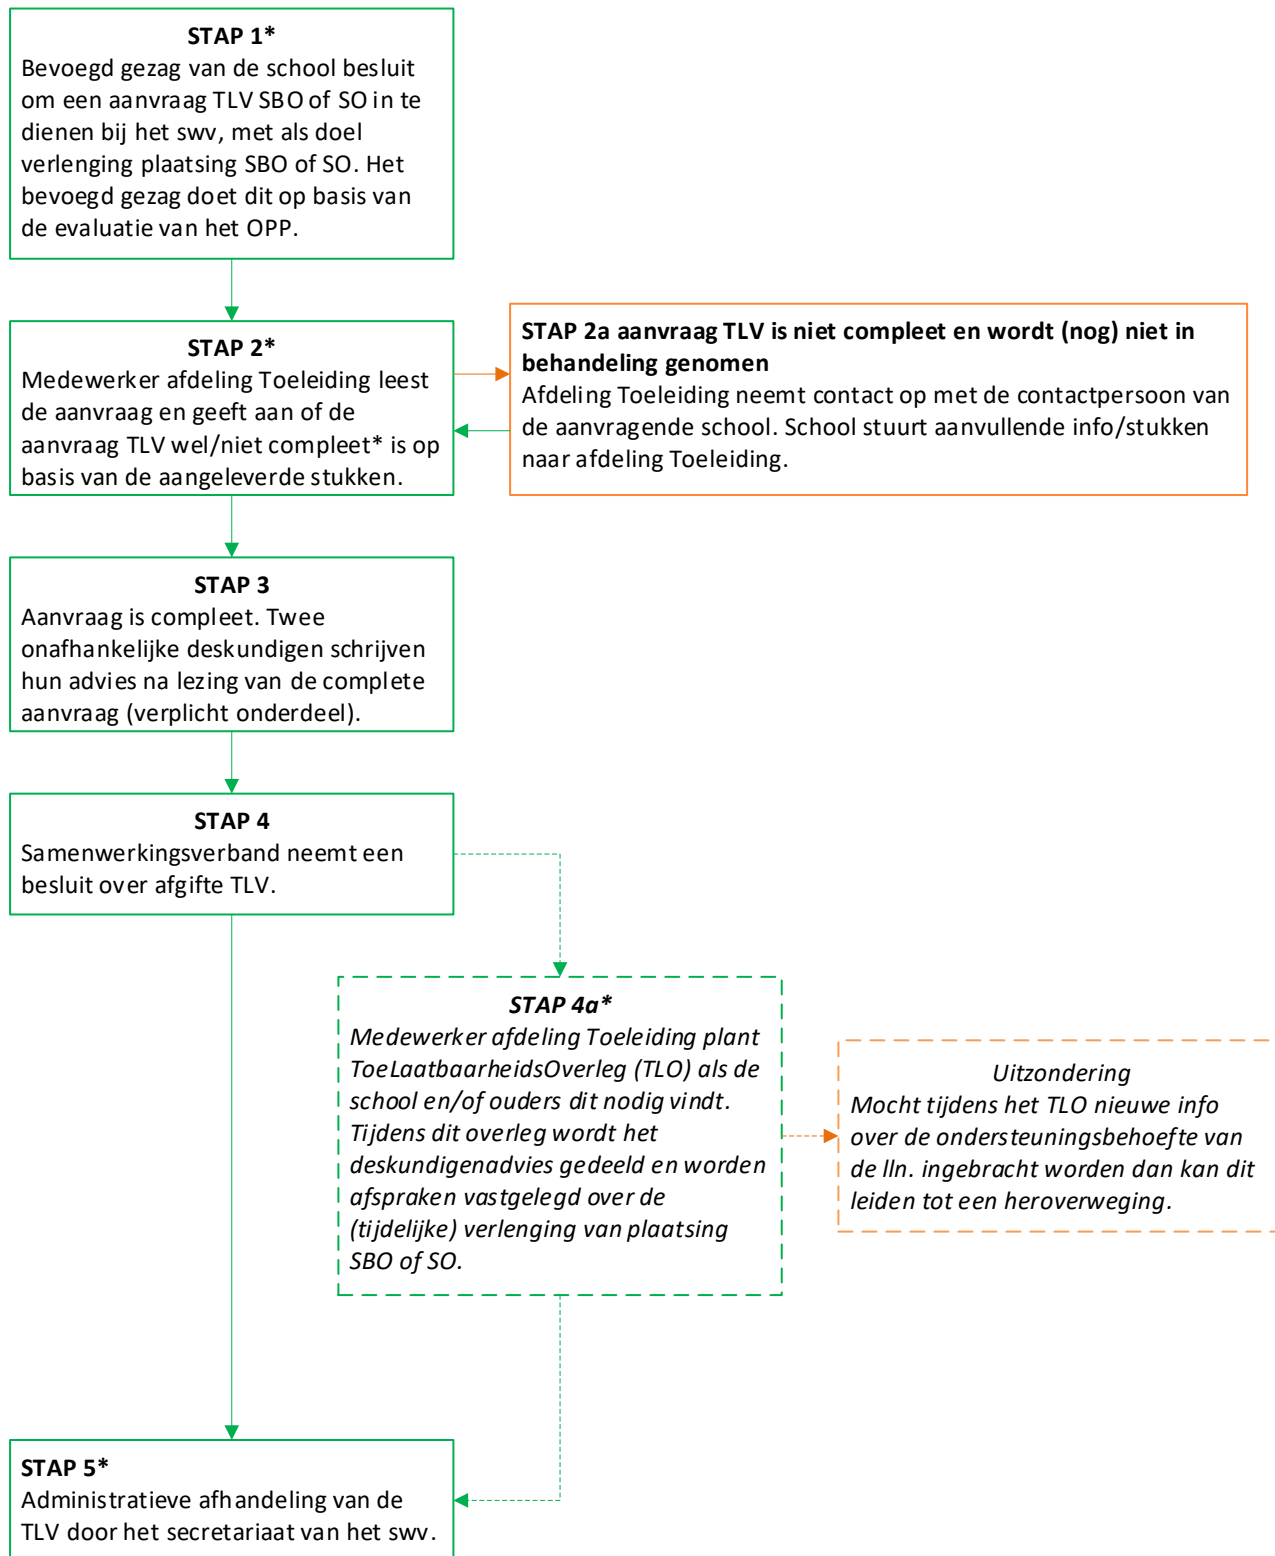 STAP 1*
Bevoegd gezag van de school besluit
om een aanvraag TLV SBO of SO in te
dienen bij het swv, met als doel
verlenging plaatsing SBO of SO. Het
bevoegd gezag doet dit op basis van
de evaluatie van het OPP.
STAP 2*
Medewerker afdeling Toeleiding leest
de aanvraag en geeft aan of de
aanvraag TLV wel/niet compleet* is op
basis van de aangeleverde stukken.
STAP 2a aanvraag TLV is niet compleet en wordt (nog) niet in
behandeling genomen
Afdeling Toeleiding neemt contact op met de contactpersoon van
de aanvragende school. School stuurt aanvullende info/stukken
naar afdeling Toeleiding.
STAP 3
Aanvraag is compleet. Twee
onafhankelijke deskundigen schrijven
hun advies na lezing van de complete
aanvraag (verplicht onderdeel).
STAP 4
Samenwerkingsverband neemt een
besluit over afgifte TLV.
STAP 4a*
Medewerker afdeling Toeleiding plant
ToeLaatbaarheidsOverleg (TLO) als de
school en/of ouders dit nodig vindt.
Tijdens dit overleg wordt het
deskundigenadvies gedeeld en worden
afspraken vastgelegd over de
(tijdelijke) verlenging van plaatsing
SBO of SO.
Uitzondering
Mocht tijdens het TLO nieuwe info
over de ondersteuningsbehoefte van
de lln. ingebracht worden dan kan dit
leiden tot een heroverweging.
STAP 5*
Administratieve afhandeling van de
TLV door het secretariaat van het swv.